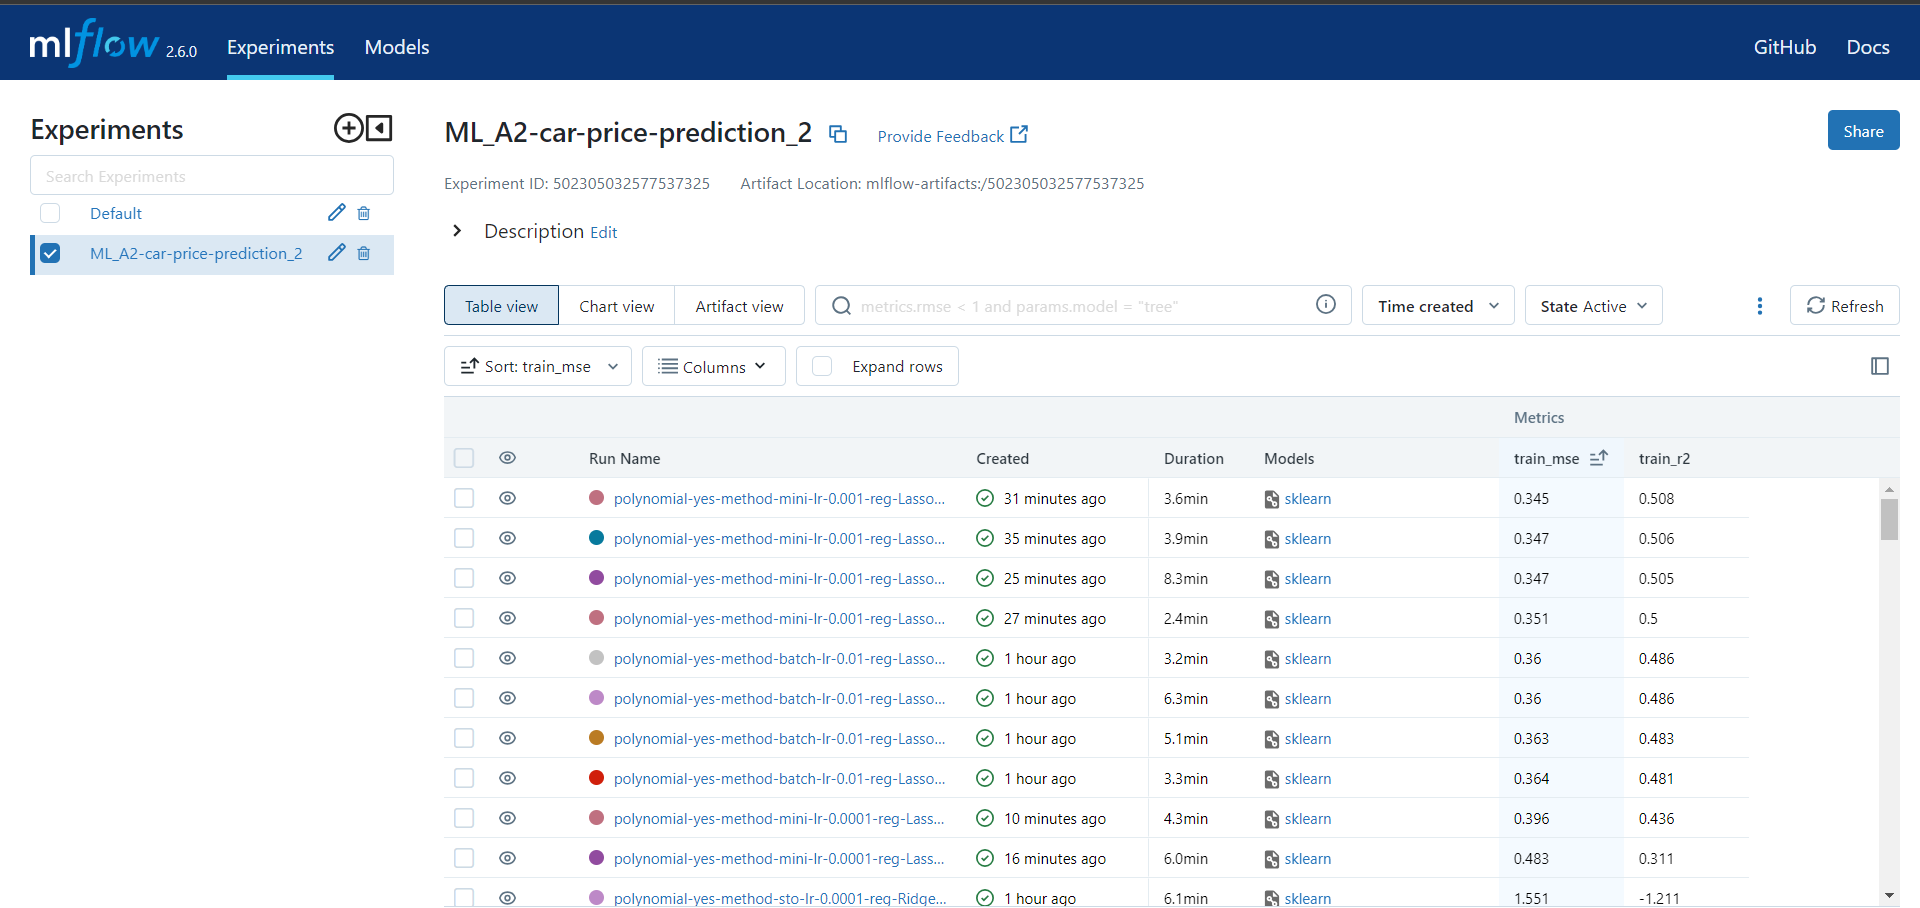 mlflow 2.6.0 Experiments Models GitHub Docs
Experiments
Search Experiments
Default
ML_A2-car-price-prediction_2
ML_A2-car-price-prediction_2 Provide Feedback Share
Experiment ID: 502305032577537325 Artifact Location: mlflow-artifacts:/502305032577537325
Description Edit
Table view Chart view Artifact view metrics.rmse < 1 and params.model = "tree" Time created State Active Refresh
Sort: train_mse Columns Expand rows
Metrics
Run Name Created Duration Models train_mse train_r2
polynomial-yes-method-mini-lr-0.001-reg-Lasso... 31 minutes ago 3.6min sklearn 0.345 0.508
polynomial-yes-method-mini-lr-0.001-reg-Lasso... 35 minutes ago 3.9min sklearn 0.347 0.506
polynomial-yes-method-mini-lr-0.001-reg-Lasso... 25 minutes ago 8.3min sklearn 0.347 0.505
polynomial-yes-method-mini-lr-0.001-reg-Lasso... 27 minutes ago 2.4min sklearn 0.351 0.5
polynomial-yes-method-batch-lr-0.01-reg-Lasso... 1 hour ago 3.2min sklearn 0.36 0.486
polynomial-yes-method-batch-lr-0.01-reg-Lasso... 1 hour ago 6.3min sklearn 0.36 0.486
polynomial-yes-method-batch-lr-0.01-reg-Lasso... 1 hour ago 5.1min sklearn 0.363 0.483
polynomial-yes-method-batch-lr-0.01-reg-Lasso... 1 hour ago 3.3min sklearn 0.364 0.481
polynomial-yes-method-mini-lr-0.0001-reg-Lass... 10 minutes ago 4.3min sklearn 0.396 0.436
polynomial-yes-method-mini-lr-0.0001-reg-Lass... 16 minutes ago 6.0min sklearn 0.483 0.311
polynomial-yes-method-sto-lr-0.0001-reg-Ridge... 1 hour ago 6.1min sklearn 1.551 -1.211